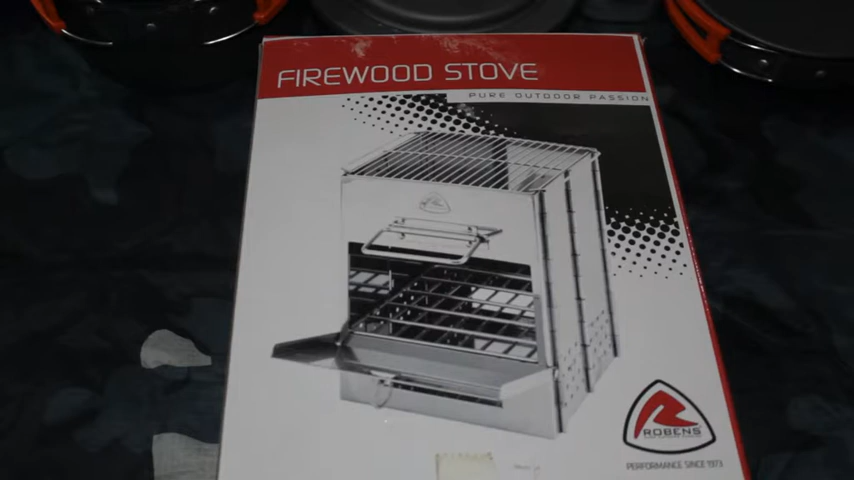 FIREWOOD STOVE
PURE OUTDOOR PASSION
ROBENS
PERFORMANCE SINCE 1973